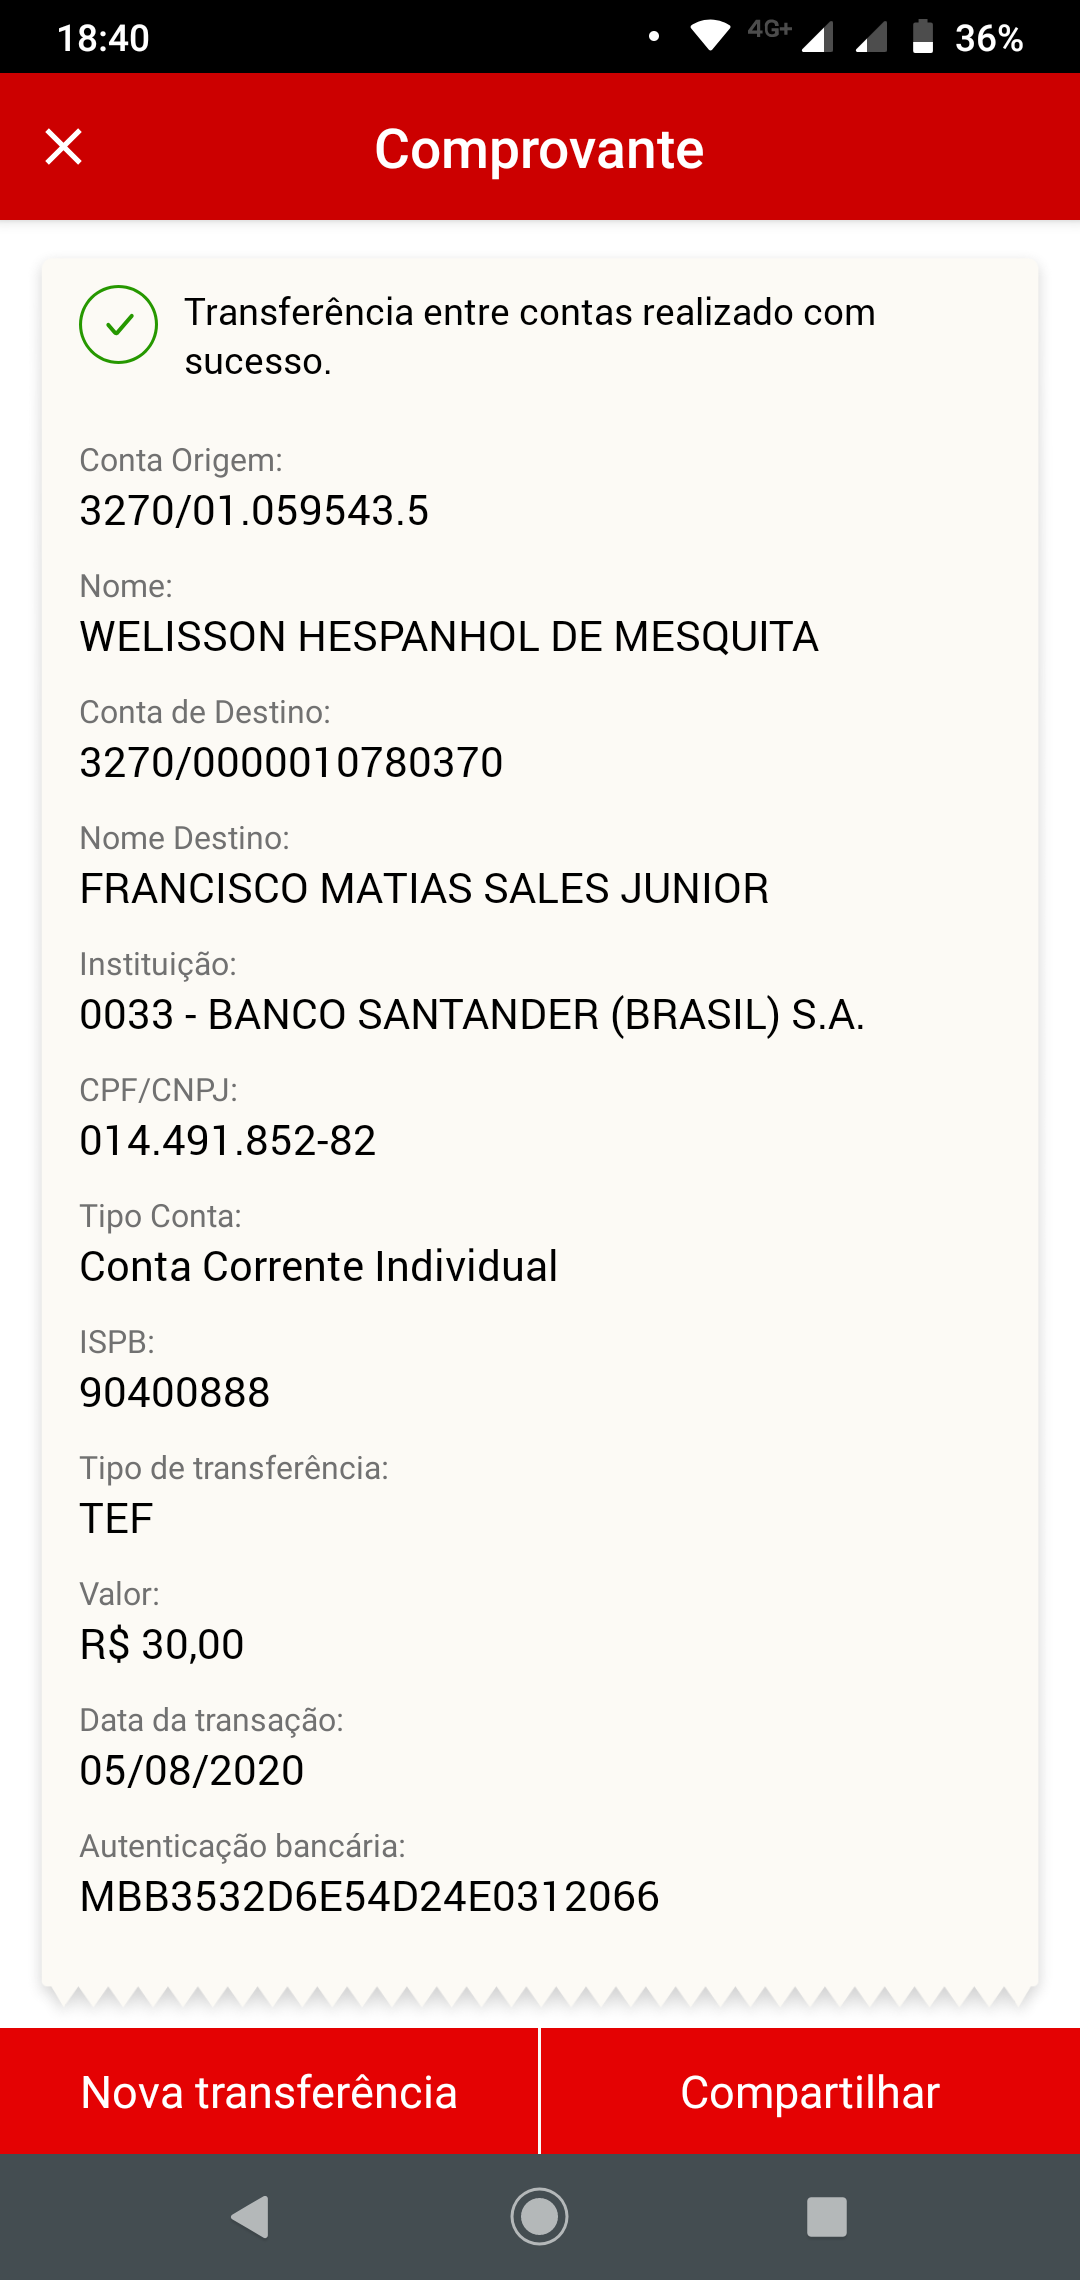 18:40
4G+
36%
Comprovante
Transferência entre contas realizado com
sucesso.
Conta Origem:
3270/01.059543.5
Nome:
WELISSON HESPANHOL DE MESQUITA
Conta de Destino:
3270/0000010780370
Nome Destino:
FRANCISCO MATIAS SALES JUNIOR
Instituição:
0033 - BANCO SANTANDER (BRASIL) S.A.
CPF/CNPJ:
014.491.852-82
Tipo Conta:
Conta Corrente Individual
ISPB:
90400888
Tipo de transferência:
TEF
Valor:
R$ 30,00
Data da transação:
05/08/2020
Autenticação bancária:
MBB3532D6E54D24E0312066
Nova transferência
Compartilhar